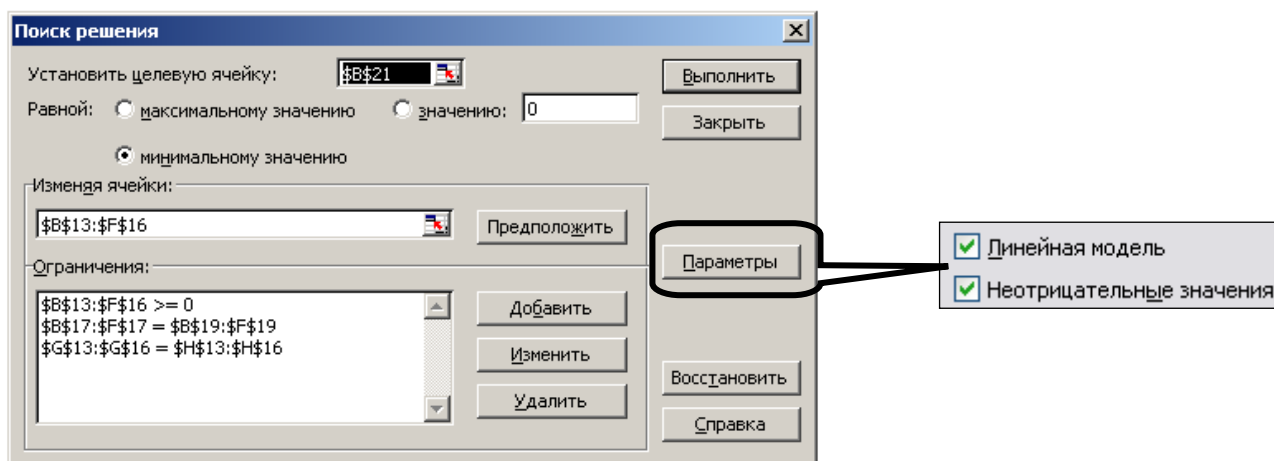 Поиск решения
Установить целевую ячейку: $B$21
Выполнить
Равной: максимальному значению значению: 0
Закрыть
минимальному значению
Изменяя ячейки:
$B$13:$F$16
Предположить
Параметры
Линейная модель
Неотрицательные значения
Ограничения:
$B$13:$F$16 >= 0
$B$17:$F$17 = $B$19:$F$19
$G$13:$G$16 = $H$13:$H$16
Добавить
Изменить
Удалить
Восстановить
Справка